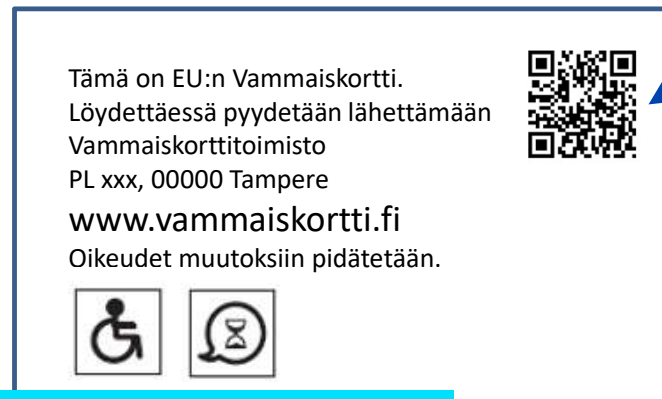 Tämä on EU:n Vammaiskortti.
Löydettäessä pyydetään lähettämään
Vammaiskorttitoimisto
PL xxx, 00000 Tampere
www.vammaiskortti.fi
Oikeudet muutoksiin pidätetään.